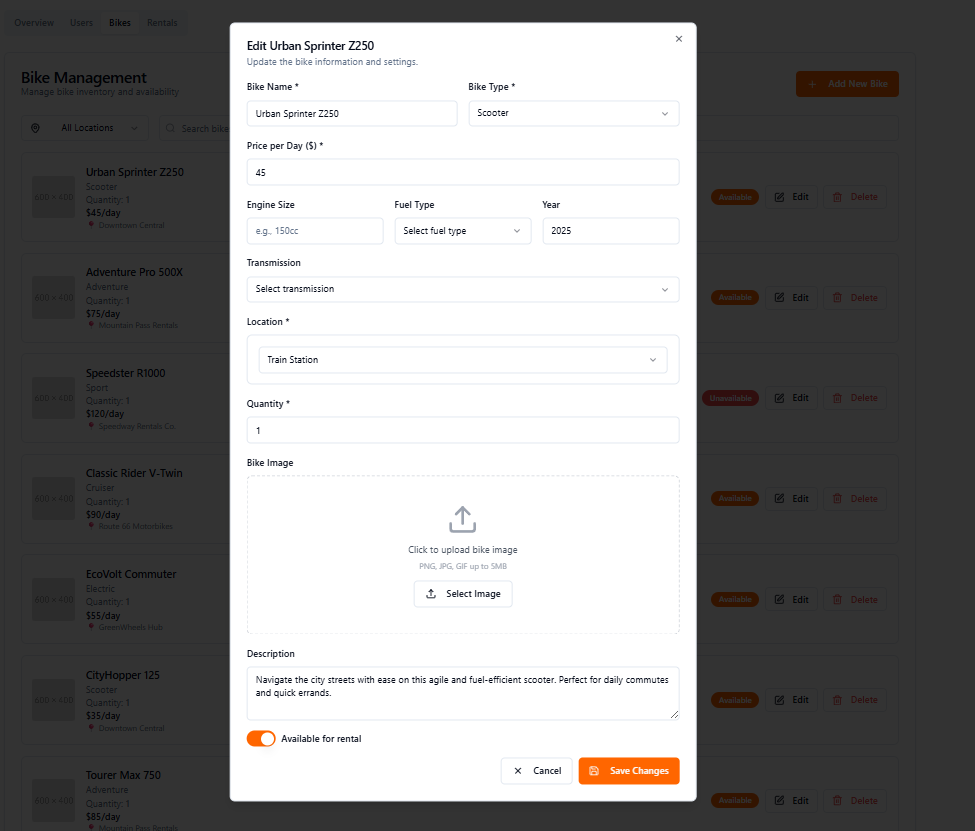 Overview Users Bikes Rentals
Bike Management
Manage bike inventory and availability
Add New Bike
All Locations
Search bike
Urban Sprinter Z250
Scooter
Quantity: 1
$45/day
Downtown Central
Available Edit Delete
Adventure Pro 500X
Adventure
Quantity: 1
$75/day
Mountain Pass Rentals
Available Edit Delete
Speedster R1000
Sport
Quantity: 1
$120/day
Speedway Rentals Co.
Unavailable Edit Delete
Classic Rider V-Twin
Cruiser
Quantity: 1
$90/day
Route 66 Motorbikes
Available Edit Delete
EcoVolt Commuter
Electric
Quantity: 1
$55/day
GreenWheels Hub
Available Edit Delete
CityHopper 125
Scooter
Quantity: 1
$35/day
Downtown Central
Available Edit Delete
Tourer Max 750
Adventure
Quantity: 1
$85/day
Mountain Pass Rentals
Available Edit Delete
600 × 400
600 × 400
600 × 400
600 × 400
600 × 400
600 × 400
600 × 400
Edit Urban Sprinter Z250
Update the bike information and settings.
Bike Name * Bike Type *
Urban Sprinter Z250 Scooter
Price per Day ($) *
45
Engine Size Fuel Type Year
e.g., 150cc Select fuel type 2025
Transmission
Select transmission
Location *
Train Station
Quantity *
1
Bike Image
Click to upload bike image
PNG, JPG, GIF up to 5MB
Select Image
Description
Navigate the city streets with ease on this agile and fuel-efficient scooter. Perfect for daily commutes
and quick errands.
Available for rental
Cancel Save Changes